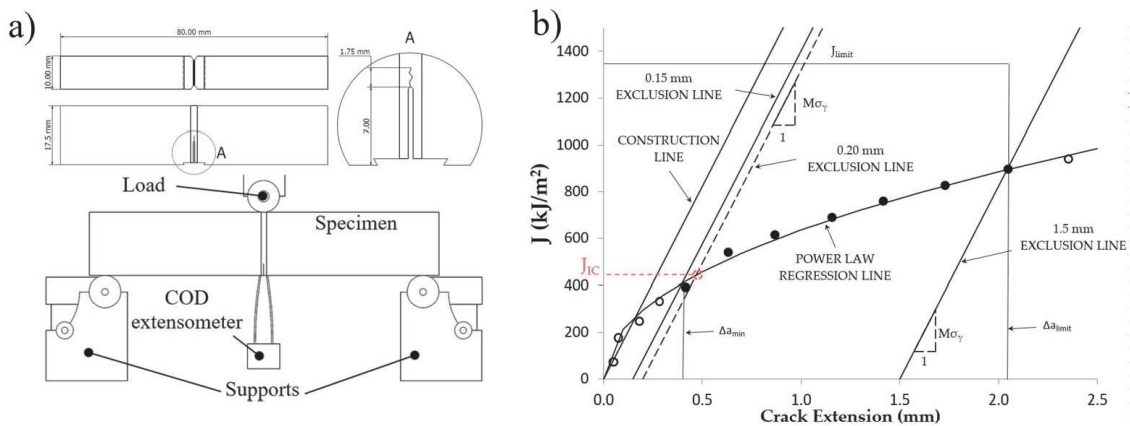 a)
80.00 mm
10.00 mm
17.5 mm
A
A
1.75 mm
7.00
Load
Specimen
COD
extensometer
Supports
b)
J (kJ/m²)
1400
1200
1000
800
600
400
200
0
J_IC
0.0
0.5
1.0
1.5
2.0
2.5
Crack Extension (mm)
J_limit
0.15 mm
EXCLUSION LINE
Mσ_Y
1
CONSTRUCTION
LINE
0.20 mm
EXCLUSION LINE
POWER LAW
REGRESSION LINE
1.5 mm
EXCLUSION LINE
Δa_min
Mσ_Y
1
Δa_limit